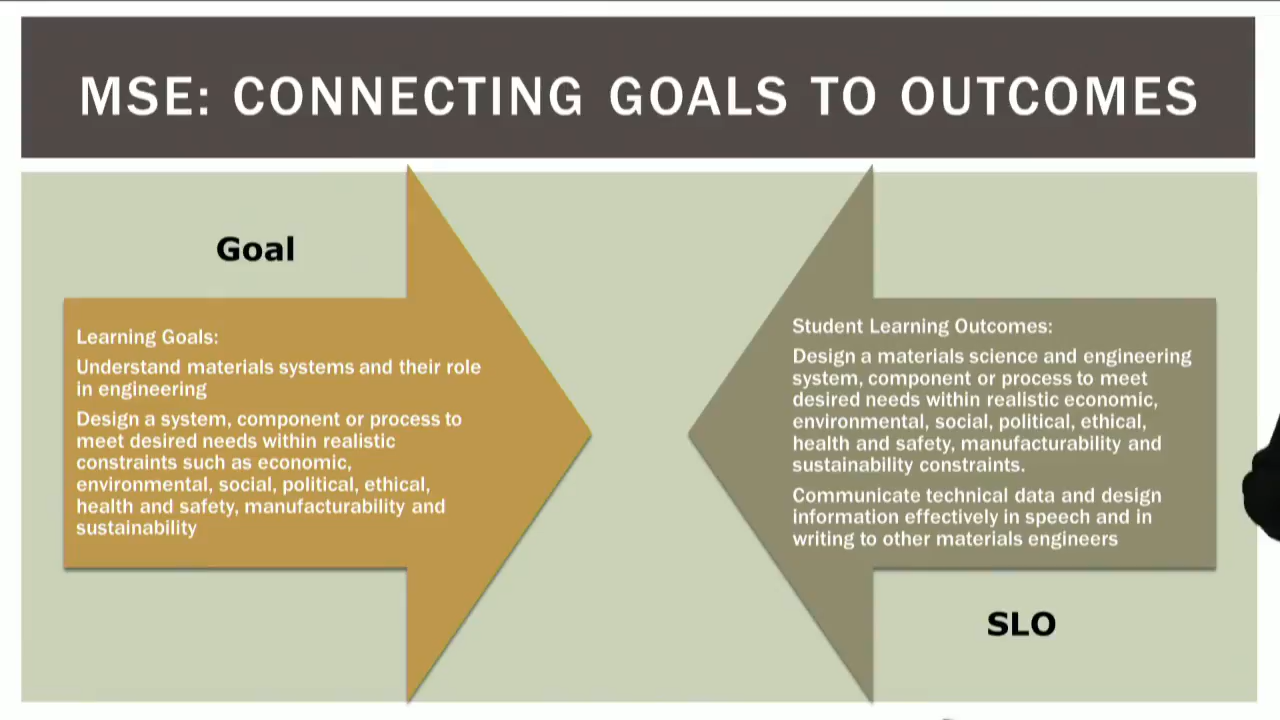 MSE: CONNECTING GOALS TO OUTCOMES
Goal
Learning Goals:
Understand materials systems and their role
in engineering
Design a system, component or process to
meet desired needs within realistic
constraints such as economic,
environmental, social, political, ethical,
health and safety, manufacturability and
sustainability
Student Learning Outcomes:
Design a materials science and engineering
system, component or process to meet
desired needs within realistic economic,
environmental, social, political, ethical,
health and safety, manufacturability and
sustainability constraints.
Communicate technical data and design
information effectively in speech and in
writing to other materials engineers
SLO